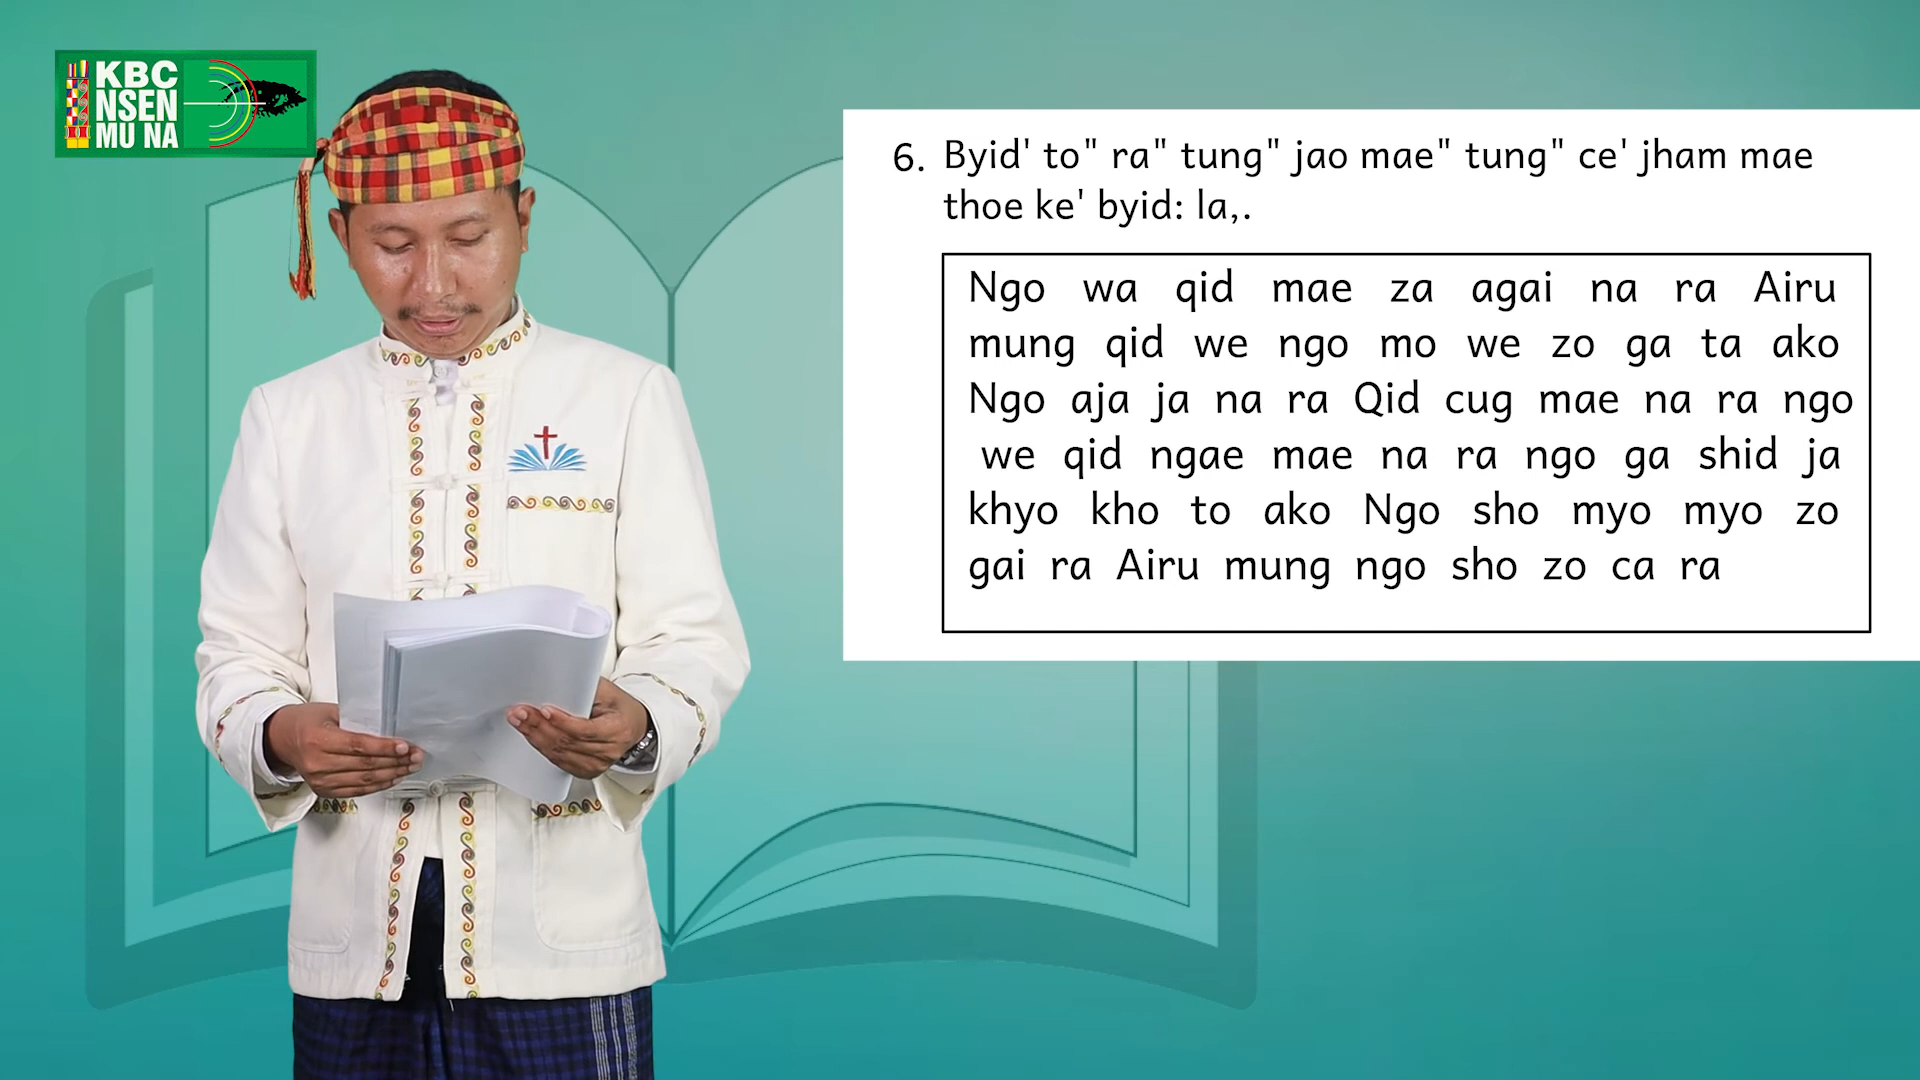 KBC
NSEN
MU NA
6. Byid' to" ra" tung" jao mae" tung" ce' jham mae
thoe ke' byid: la,.
Ngo wa qid mae za agai na ra Airu
mung qid we ngo mo we zo ga ta ako
Ngo aja ja na ra Qid cug mae na ra ngo
we qid ngae mae na ra ngo ga shid ja
khyo kho to ako Ngo sho myo myo zo
gai ra Airu mung ngo sho zo ca ra